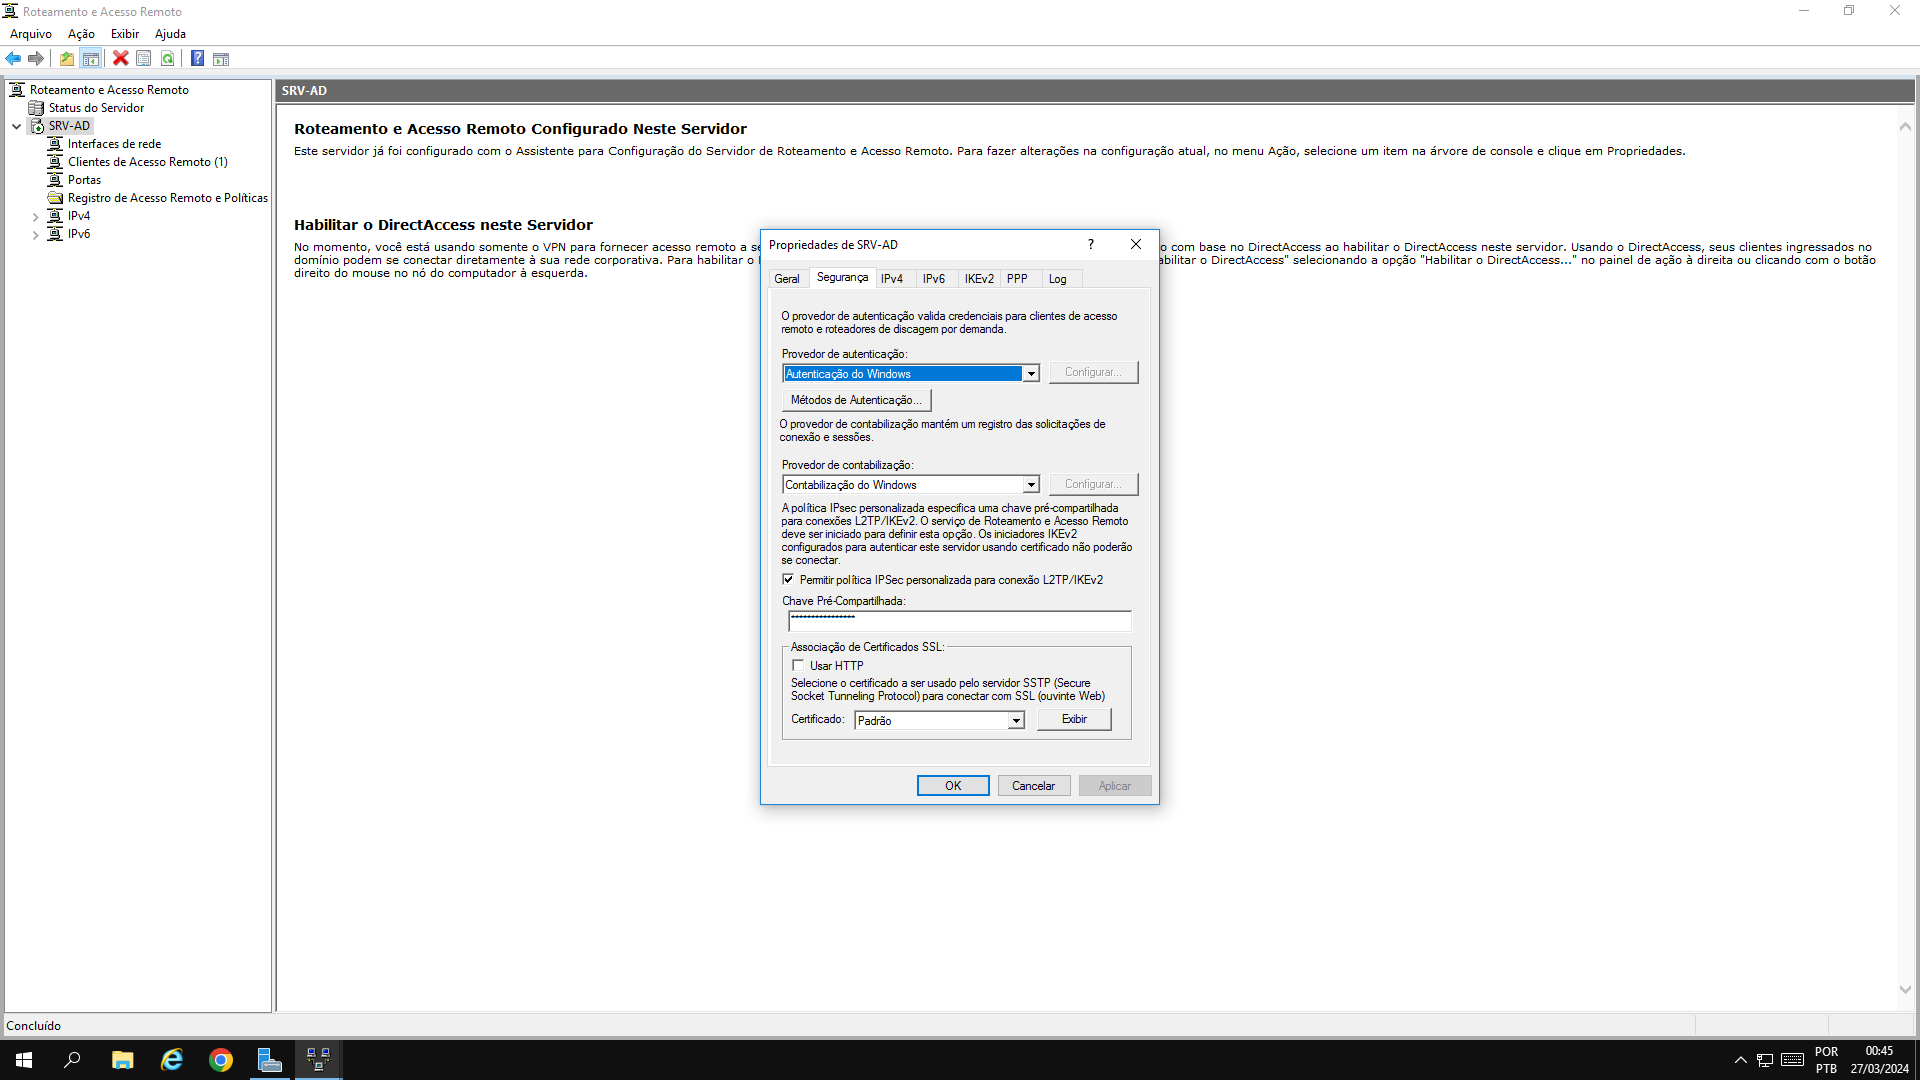 Roteamento e Acesso Remoto
Arquivo Ação Exibir Ajuda
Roteamento e Acesso Remoto
Status do Servidor
SRV-AD
Interfaces de rede
Clientes de Acesso Remoto (1)
Portas
Registro de Acesso Remoto e Políticas
IPv4
IPv6
SRV-AD
Roteamento e Acesso Remoto Configurado Neste Servidor
Este servidor já foi configurado com o Assistente para Configuração do Servidor de Roteamento e Acesso Remoto. Para fazer alterações na configuração atual, no menu Ação, selecione um item na árvore de console e clique em Propriedades.
Habilitar o DirectAccess neste Servidor
No momento, você está usando somente o VPN para fornecer acesso remoto a com base no DirectAccess ao habilitar o DirectAccess neste servidor. Usando o DirectAccess, seus clientes ingressados no
domínio podem se conectar diretamente à sua rede corporativa. Para habilitar o DirectAccess" selecionando a opção "Habilitar o DirectAccess..." no painel de ação à direita ou clicando com o botão
direito do mouse no nó do computador à esquerda.
Propriedades de SRV-AD
?
Geral Segurança IPv4 IPv6 IKEv2 PPP Log
O provedor de autenticação valida credenciais para clientes de acesso
remoto e roteadores de discagem por demanda.
Provedor de autenticação:
Autenticação do Windows Configurar...
Métodos de Autenticação...
O provedor de contabilização mantém um registro das solicitações de
conexão e sessões.
Provedor de contabilização:
Contabilização do Windows Configurar...
A política IPsec personalizada especifica uma chave pré-compartilhada
para conexões L2TP/IKEv2. O serviço de Roteamento e Acesso Remoto
deve ser iniciado para definir esta opção. Os iniciadores IKEv2
configurados para autenticar este servidor usando certificado não poderão
se conectar.
Permitir política IPSec personalizada para conexão L2TP/IKEv2
Chave Pré-Compartilhada:
****************
Associação de Certificados SSL:
Usar HTTP
Selecione o certificado a ser usado pelo servidor SSTP (Secure
Socket Tunneling Protocol) para conectar com SSL (ouvinte Web)
Certificado: Padrão Exibir
OK Cancelar Aplicar
Concluído
POR
PTB
00:45
27/03/2024